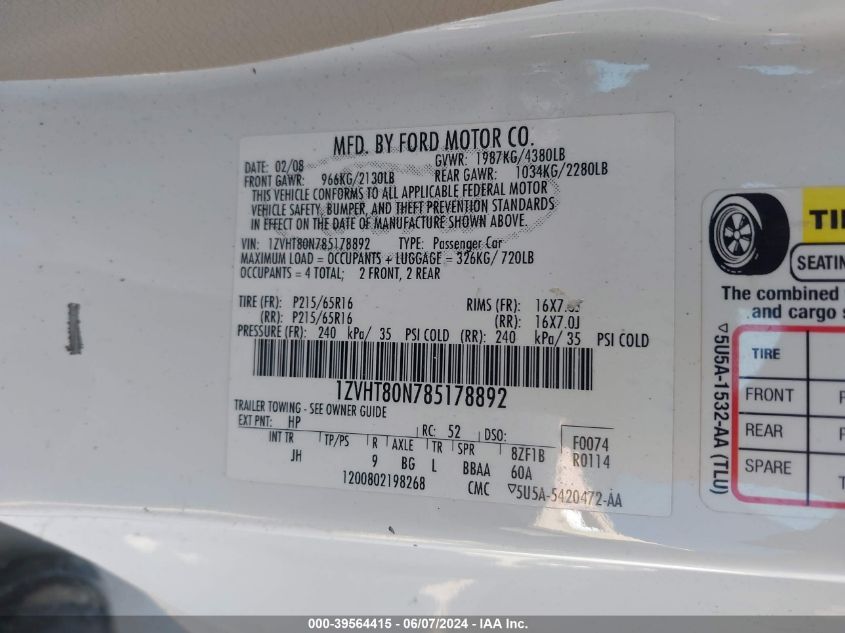 MFD. BY FORD MOTOR CO.
DATE: 02/08 GVWR: 1987KG/4380LB
FRONT GAWR: 966KG/2130LB REAR GAWR: 1034KG/2280LB
THIS VEHICLE CONFORMS TO ALL APPLICABLE FEDERAL MOTOR
VEHICLE SAFETY, BUMPER, AND THEFT PREVENTION STANDARDS
IN EFFECT ON THE DATE OF MANUFACTURE SHOWN ABOVE.
VIN: 1ZVHT80N785178892 TYPE: Passenger Car
MAXIMUM LOAD = OCCUPANTS + LUGGAGE = 326KG/ 720LB
OCCUPANTS = 4 TOTAL; 2 FRONT, 2 REAR
TIRE (FR): P215/65R16 RIMS (FR): 16X7.0J
(RR): P215/65R16 (RR): 16X7.0J
PRESSURE (FR): 240 kPa/ 35 PSI COLD (RR): 240 kPa/ 35 PSI COLD
1ZVHT80N785178892
TRAILER TOWING - SEE OWNER GUIDE
EXT PNT: HP RC: 52 DSO: F0074
INT TR TP/PS R AXLE TR SPR 8ZF1B R0114
JH 9 BG L BBAA 60A
1200802198268 CMC ▽5U5A-5420472-AA
TI
SEATIN
The combined
and cargo s
▽5U5A-1532-AA (TLU)
TIRE
FRONT
REAR
SPARE
000-39564415 - 06/07/2024 - IAA Inc.